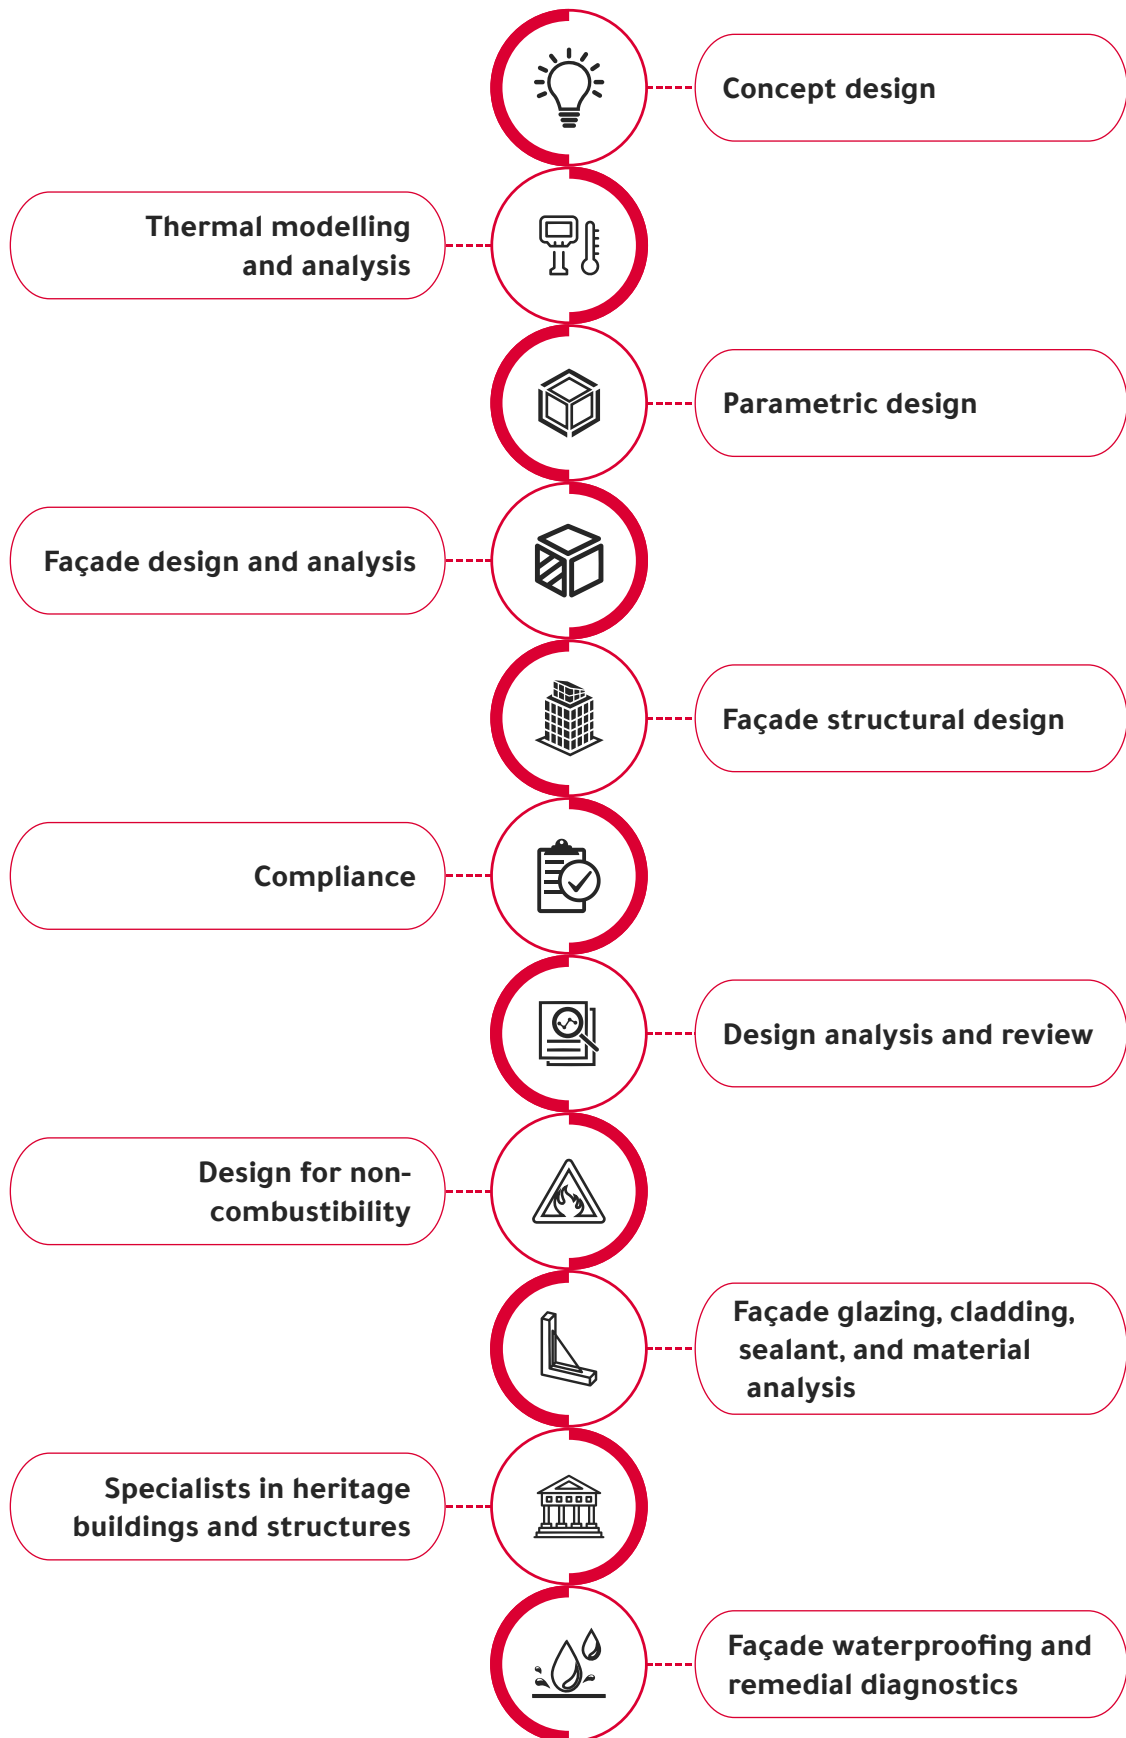 Concept design
Thermal modelling
and analysis
Parametric design
Façade design and analysis
Façade structural design
Compliance
Design analysis and review
Design for non-
combustibility
Façade glazing, cladding,
sealant, and material
analysis
Specialists in heritage
buildings and structures
Façade waterproofing and
remedial diagnostics